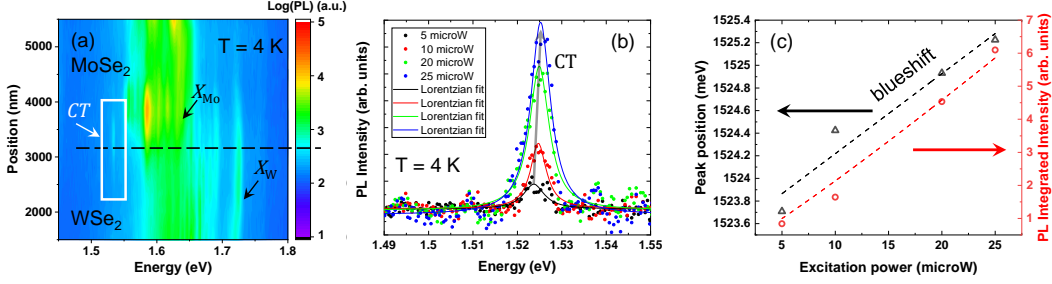 Log(PL) (a.u.)
(a)
T = 4 K
MoSe2
CT
XMo
XW
WSe2
5000
4000
3000
2000
Position (nm)
1.5
1.6
1.7
1.8
Energy (eV)
5
4
3
2
1
(b)
5 microW
10 microW
20 microW
25 microW
Lorentzian fit
Lorentzian fit
Lorentzian fit
Lorentzian fit
CT
T = 4 K
PL Intensity (arb. units)
1.49
1.5
1.51
1.52
1.53
1.54
1.55
Energy (eV)
(c)
blueshift
1525.4
1525.2
1525
1524.8
1524.6
1524.4
1524.2
1524
1523.8
1523.6
Peak position (meV)
5
10
15
20
25
Excitation power (microW)
7
6
5
4
3
2
1
PL Integrated Intensity (arb. units)